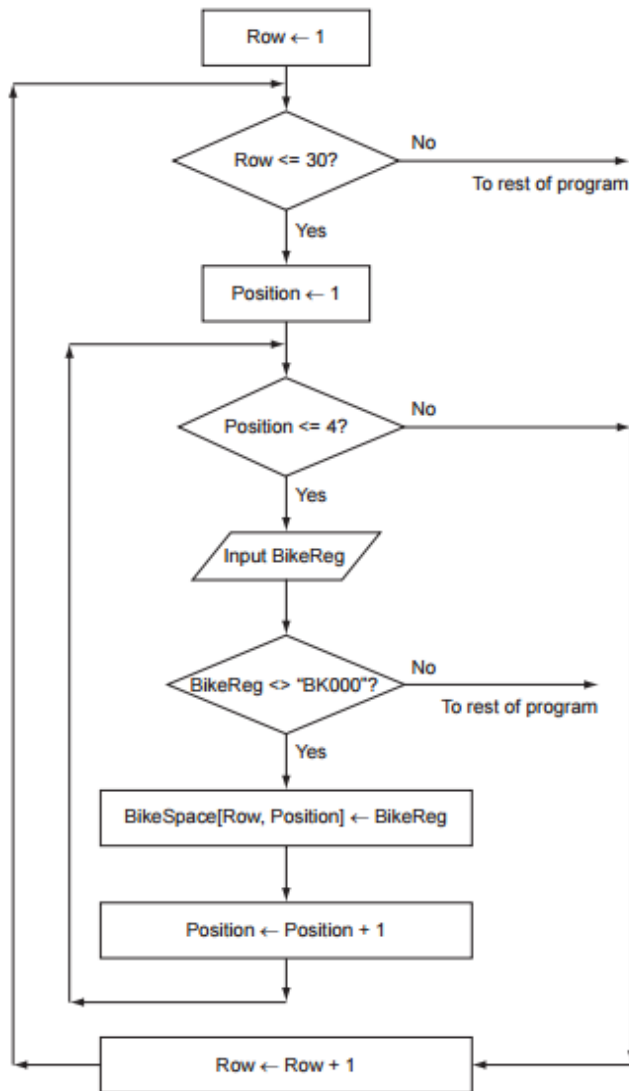 Row ← 1
No
Row <= 30?
To rest of program
Yes
Position ← 1
No
Position <= 4?
Yes
Input BikeReg
No
BikeReg <> “BK000”?
To rest of program
Yes
BikeSpace[Row, Position] ← BikeReg
Position ← Position + 1
Row ← Row + 1